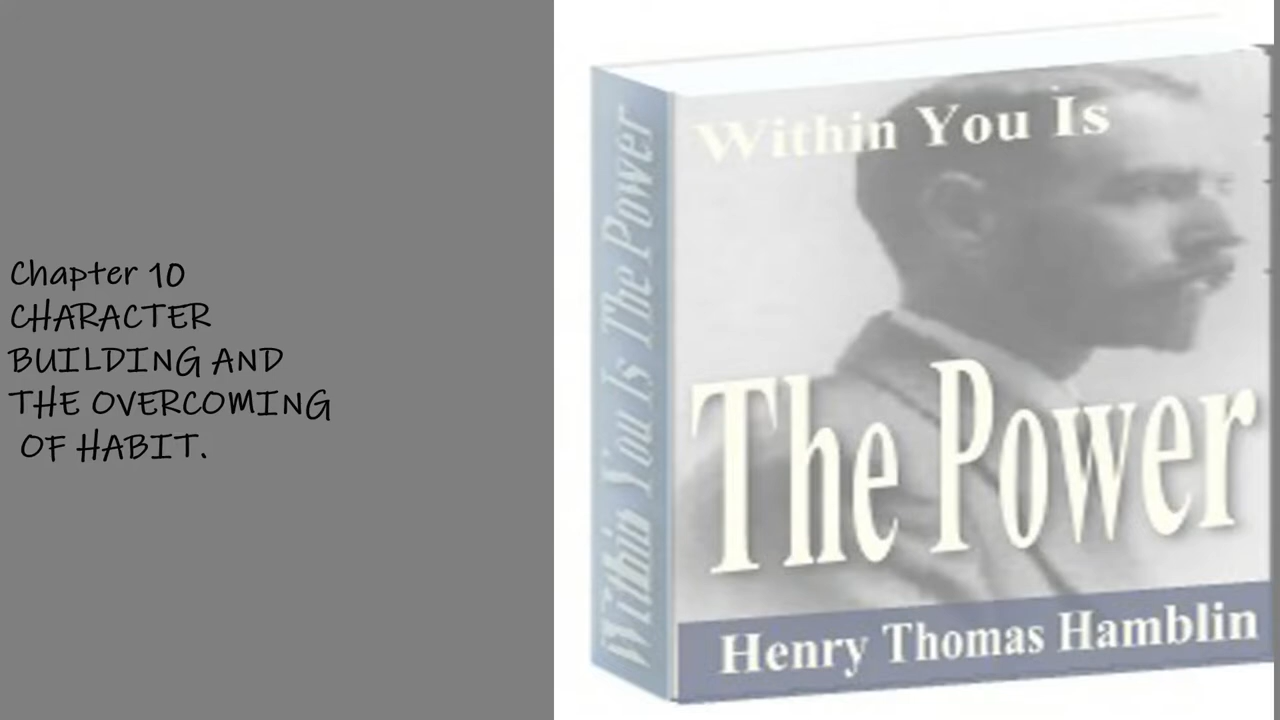 Chapter 10
CHARACTER
BUILDING AND
THE OVERCOMING
OF HABIT.
Within You Is The Power
Within You Is
The Power
Henry Thomas Hamblin